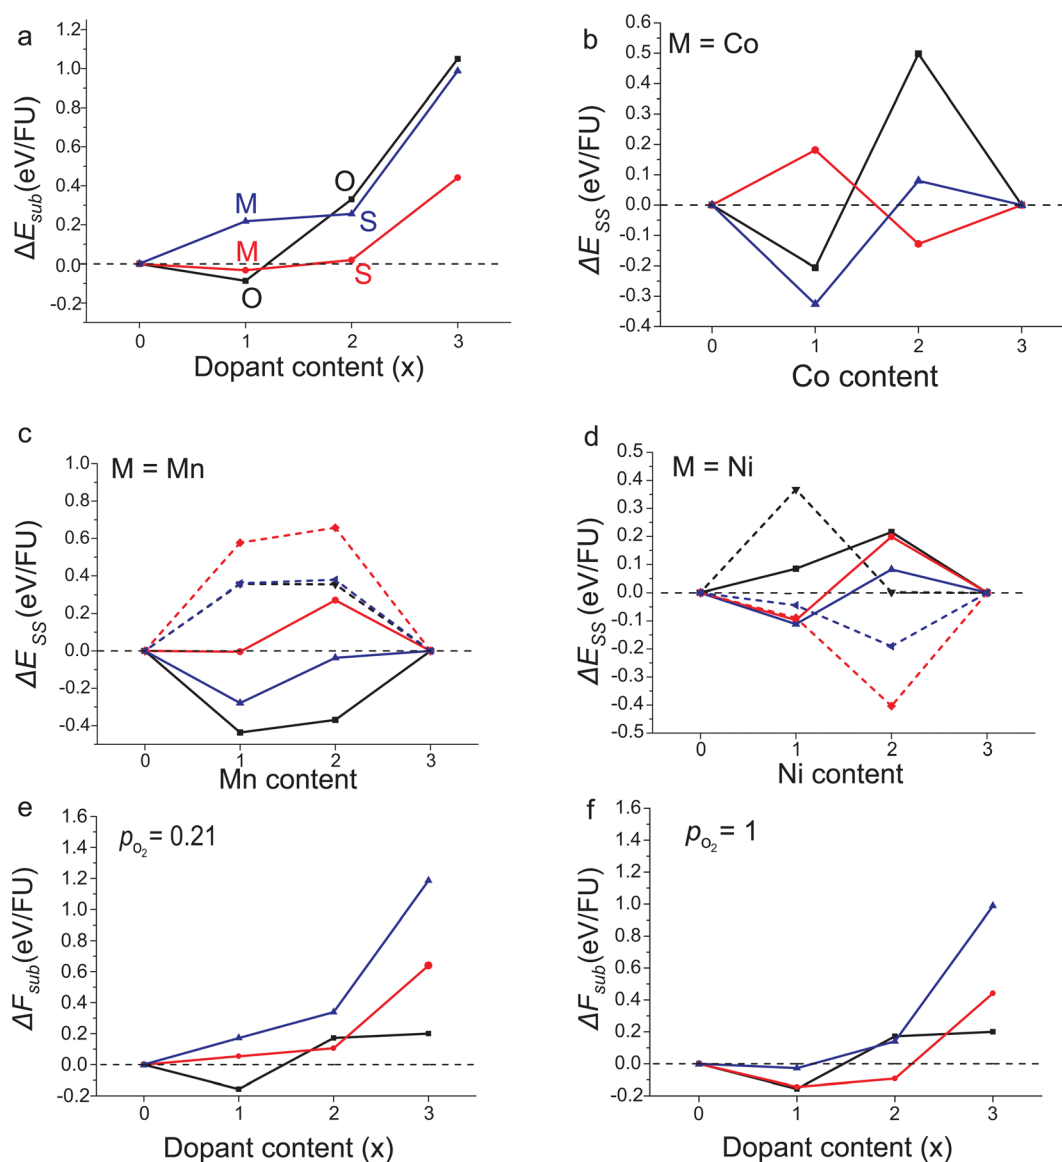 a
ΔE_sub (eV/FU)
1.2
1.0
0.8
0.6
0.4
0.2
0.0
-0.2
M
M
O
O
S
S
0 1 2 3
Dopant content (x)
b
M = Co
ΔE_SS (eV/FU)
0.6
0.5
0.4
0.3
0.2
0.1
0.0
-0.1
-0.2
-0.3
-0.4
0 1 2 3
Co content
c
M = Mn
ΔE_SS (eV/FU)
1.0
0.8
0.6
0.4
0.2
0.0
-0.2
-0.4
0 1 2 3
Mn content
d
M = Ni
ΔE_SS (eV/FU)
0.5
0.4
0.3
0.2
0.1
0.0
-0.1
-0.2
-0.3
-0.4
-0.5
0 1 2 3
Ni content
e
p_O₂ = 0.21
ΔF_sub (eV/FU)
1.6
1.4
1.2
1.0
0.8
0.6
0.4
0.2
0.0
-0.2
0 1 2 3
Dopant content (x)
f
p_O₂ = 1
ΔF_sub (eV/FU)
1.6
1.4
1.2
1.0
0.8
0.6
0.4
0.2
0.0
-0.2
0 1 2 3
Dopant content (x)